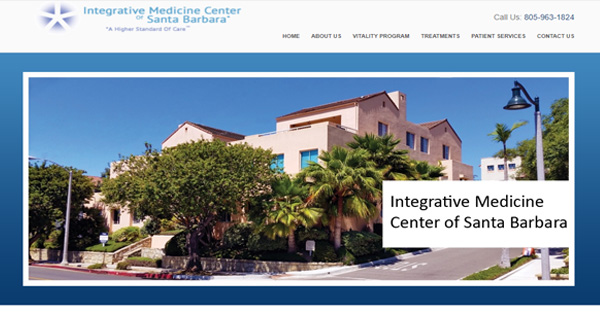 Integrative Medicine Center
of Santa Barbara
"A Higher Standard Of Care"
Call Us: 805-963-1824
HOME ABOUT US VITALITY PROGRAM TREATMENTS PATIENT SERVICES CONTACT US
Integrative Medicine
Center of Santa Barbara